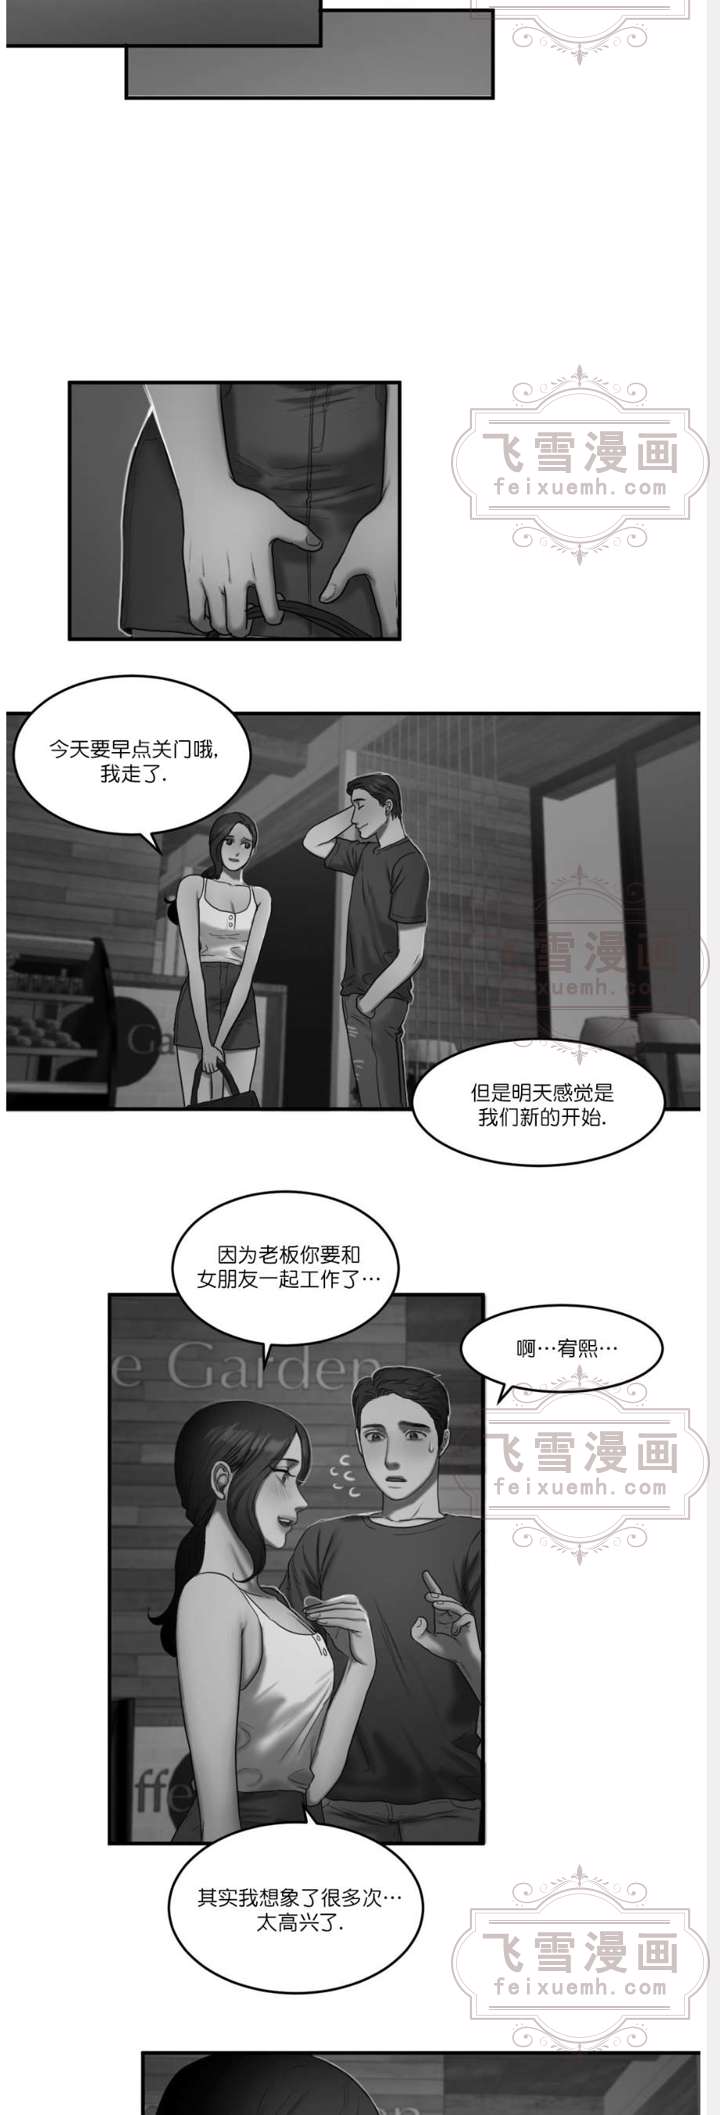 飞雪漫画
feixuemh.com
今天要早点关门哦,
我走了.
飞雪漫画
xuemh.com
Ga
但是明天感觉是
我们新的开始.
因为老板你要和
女朋友一起工作了…
啊…宥熙…
e Garden
飞雪漫画
feixuemh.com
ffe
其实我想象了很多次…
太高兴了.
飞雪漫画
feixuemh.com